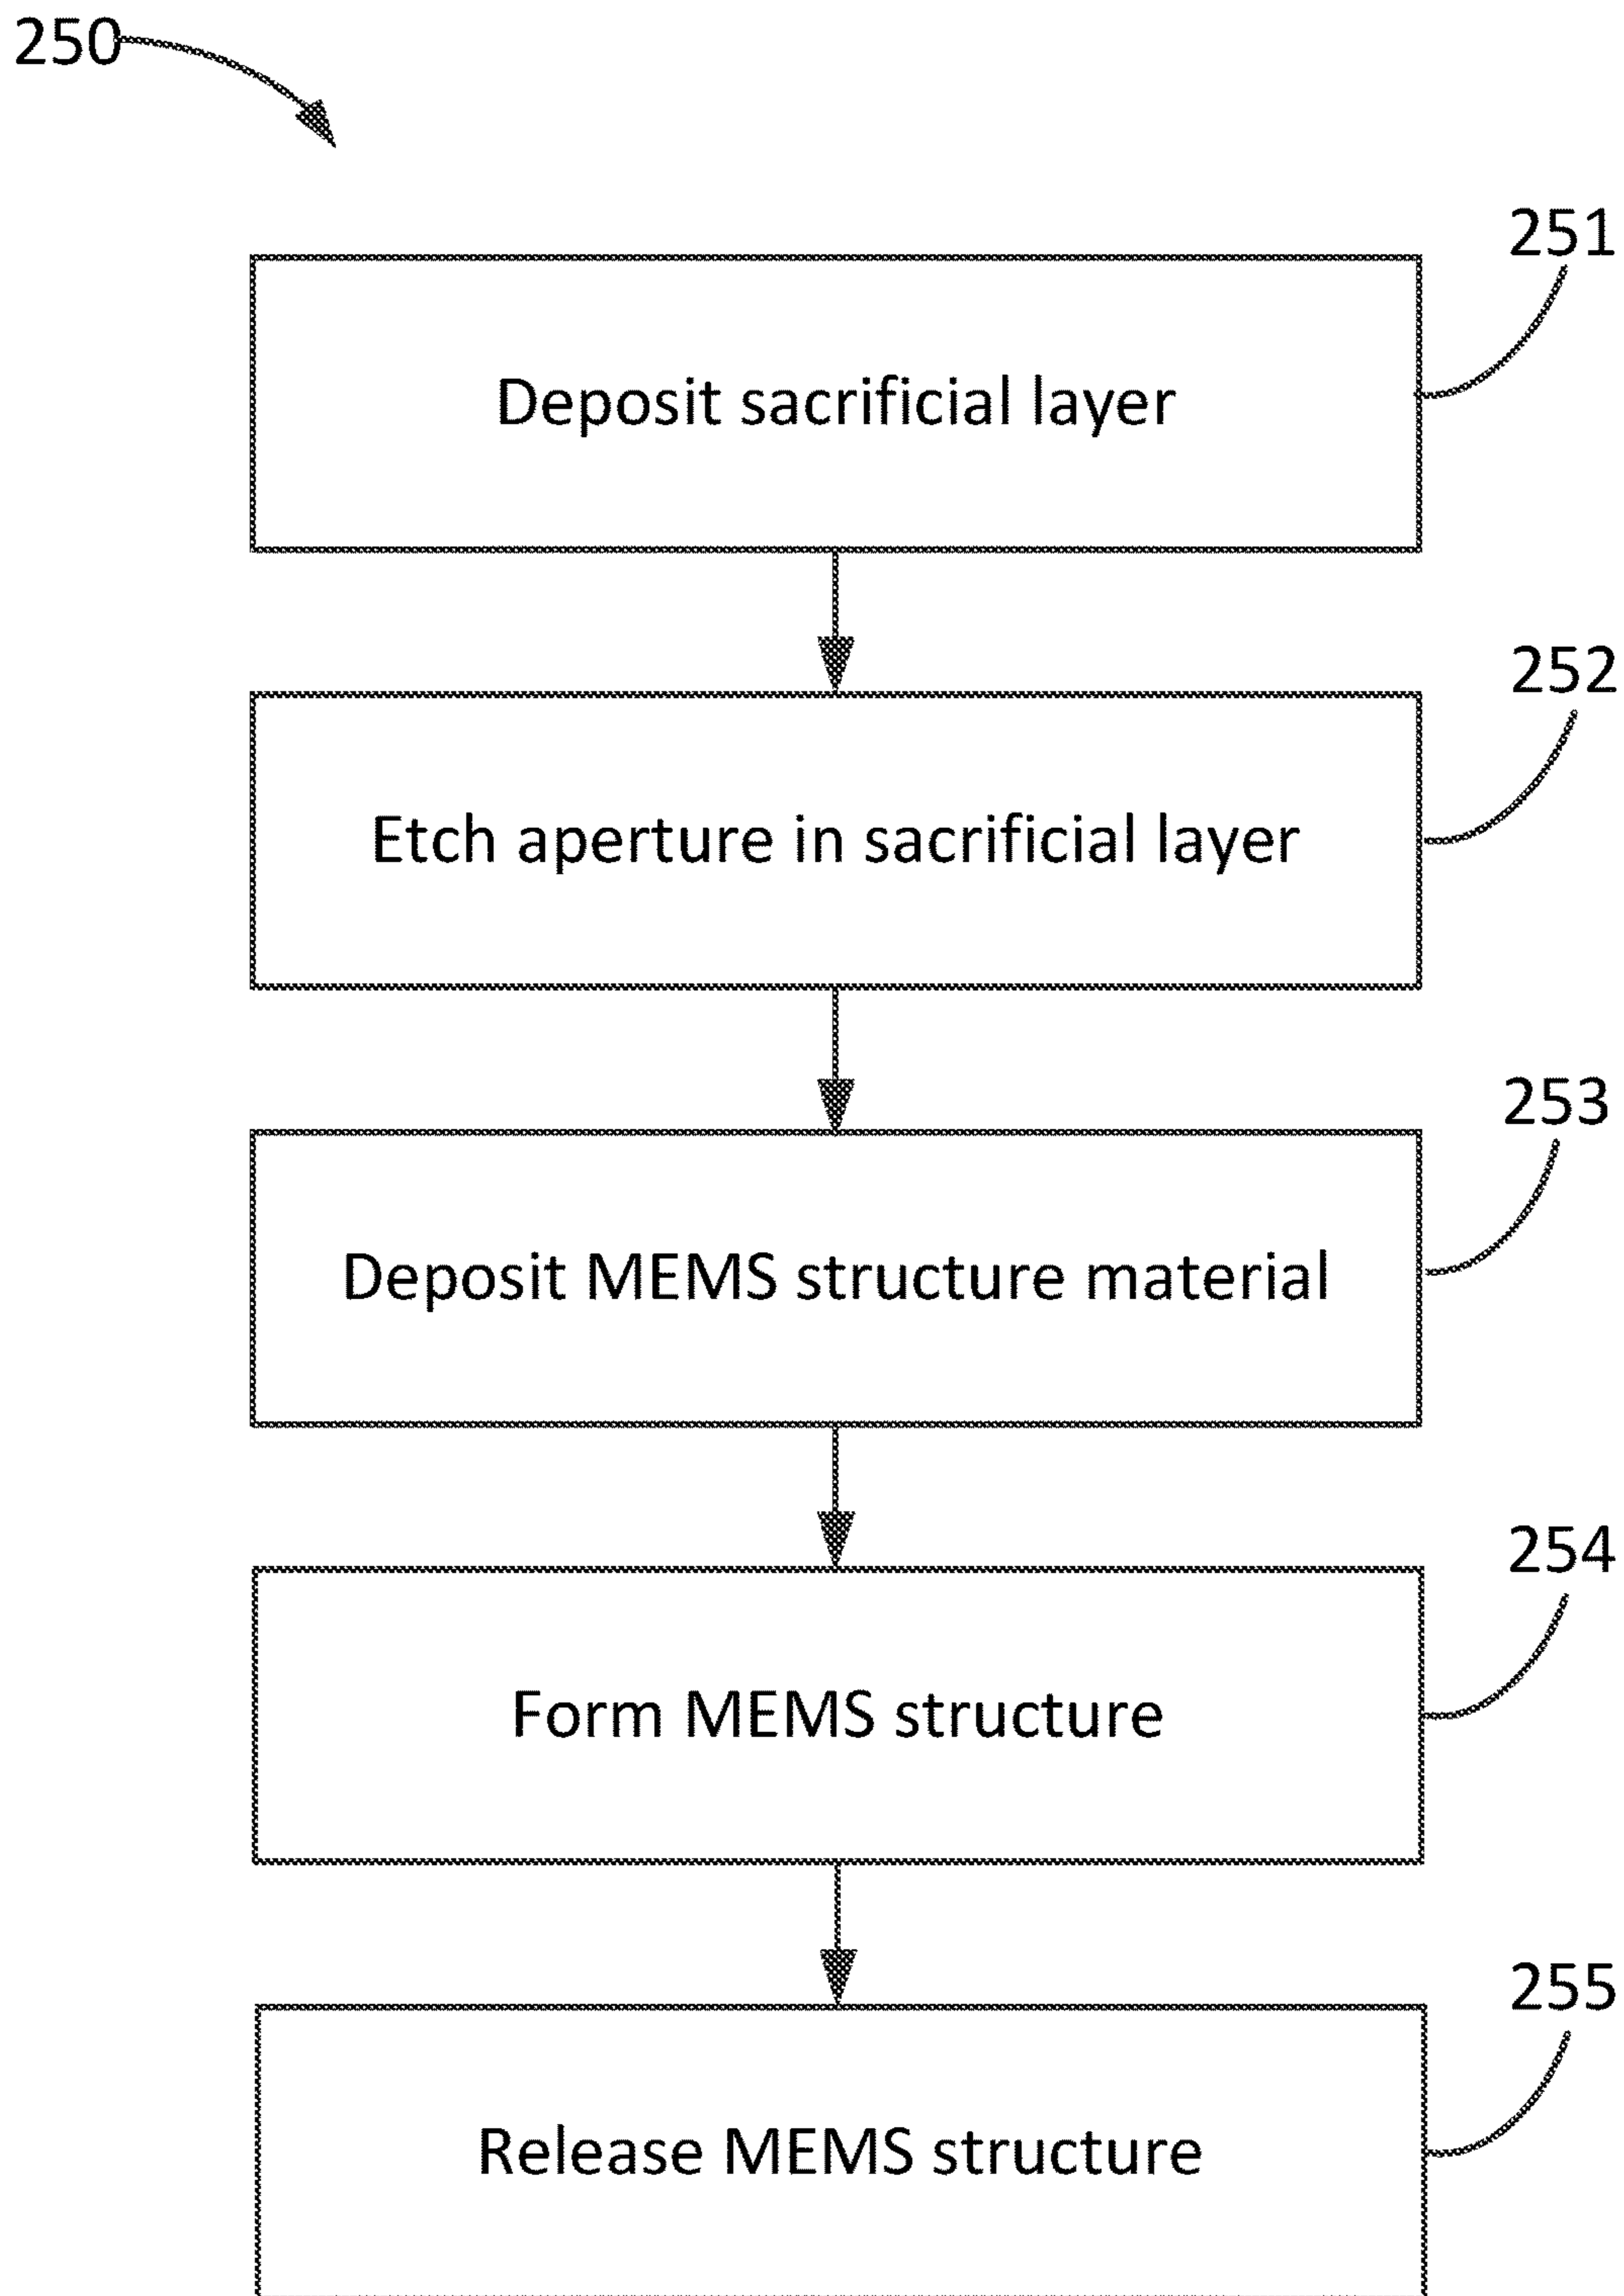 250
251
Deposit sacrificial layer
252
Etch aperture in sacrificial layer
253
Deposit MEMS structure material
254
Form MEMS structure
255
Release MEMS structure